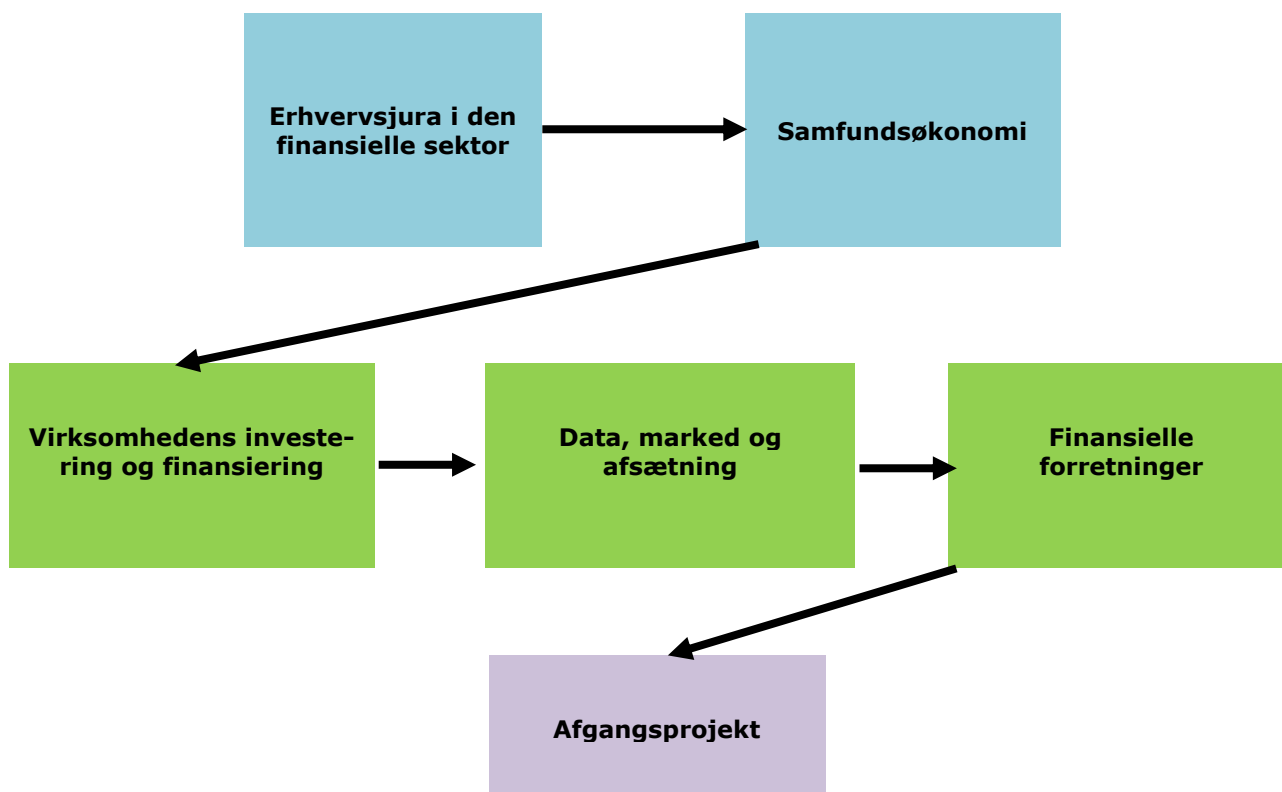 Erhvervsjura i den
finansielle sektor
Samfundsøkonomi
Virksomhedens investe-
ring og finansiering
Data, marked og
afsætning
Finansielle
forretninger
Afgangsprojekt